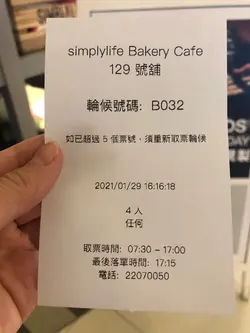 simplylife Bakery Cafe
129 號舖
輪候號碼: B032
如已超過 5 個票號，須重新取票輪候
2021/01/29 16:16:18
4 人
任何
取票時間: 07:30 - 17:00
最後落單時間: 17:15
電話: 22070050